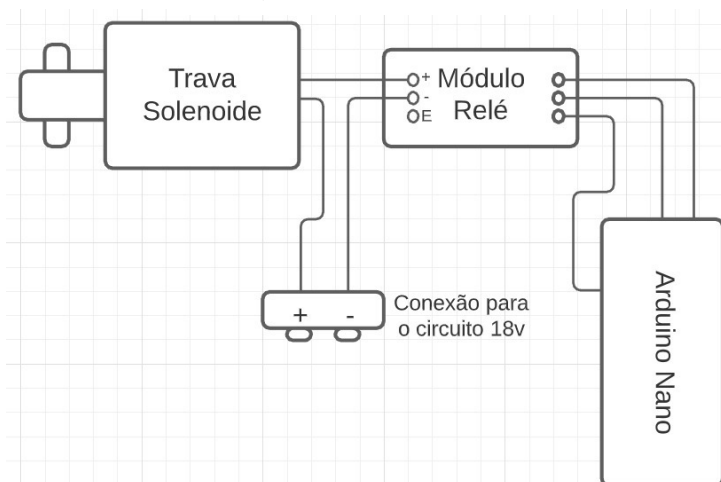 Trava
Solenoide
+
-
E
Módulo
Relé
+
-
Conexão para
o circuito 18v
Arduino Nano